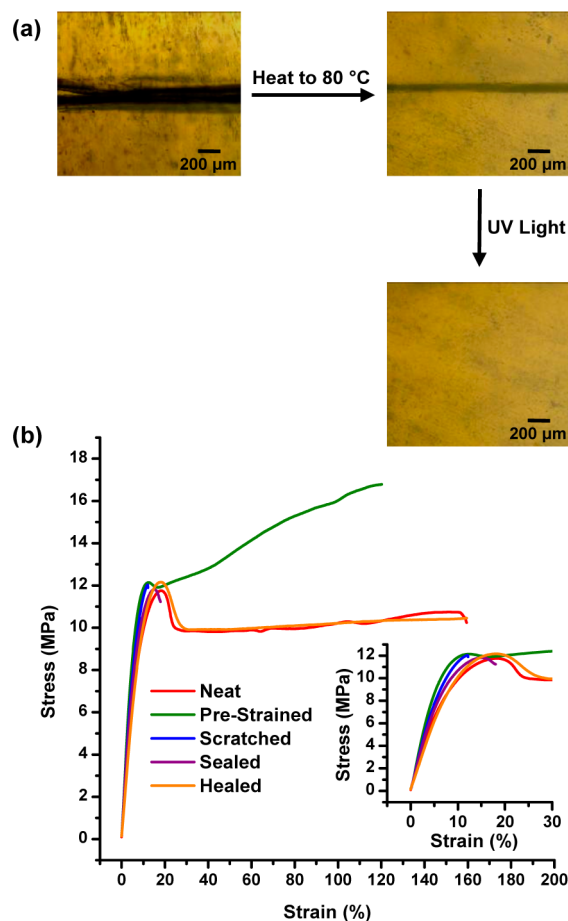 (a)
Heat to 80 °C
200 µm
200 µm
UV Light
200 µm
(b)
18
16
14
12
10
8
6
4
2
0
Stress (MPa)
Neat
Pre-Strained
Scratched
Sealed
Healed
12
10
8
6
4
2
0
Stress (MPa)
0 10 20 30
Strain (%)
0 20 40 60 80 100 120 140 160 180 200
Strain (%)